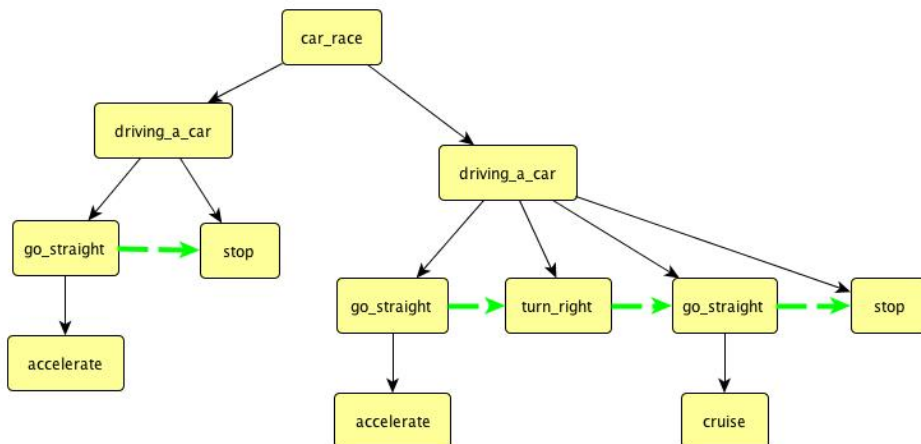 car_race
driving_a_car
driving_a_car
go_straight
stop
go_straight
turn_right
go_straight
stop
accelerate
accelerate
cruise